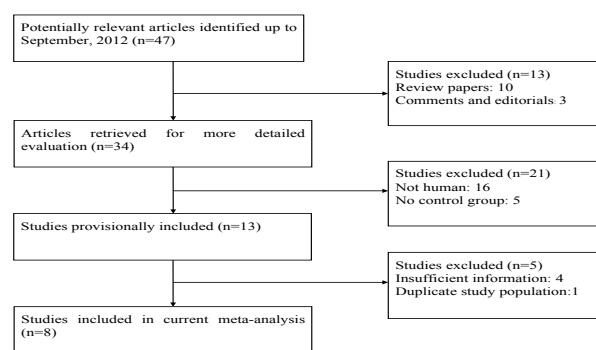 Potentially relevant articles identified up to
September, 2012 (n=47)
Studies excluded (n=13)
Review papers: 10
Comments and editorials: 3
Articles retrieved for more detailed
evaluation (n=34)
Studies excluded (n=21)
Not human: 16
No control group: 5
Studies provisionally included (n=13)
Studies excluded (n=5)
Insufficient information: 4
Duplicate study population:1
Studies included in current meta-analysis
(n=8)